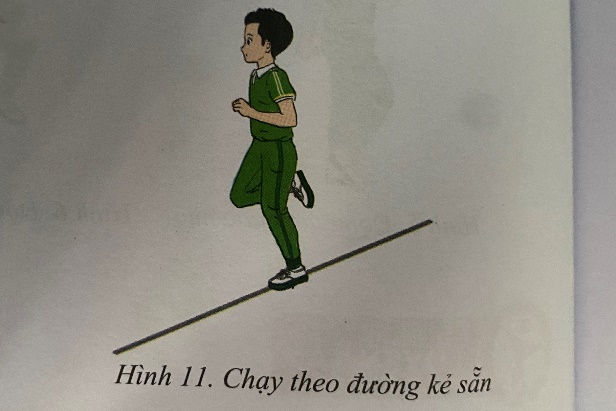 Hình 11. Chạy theo đường kẻ sẵn